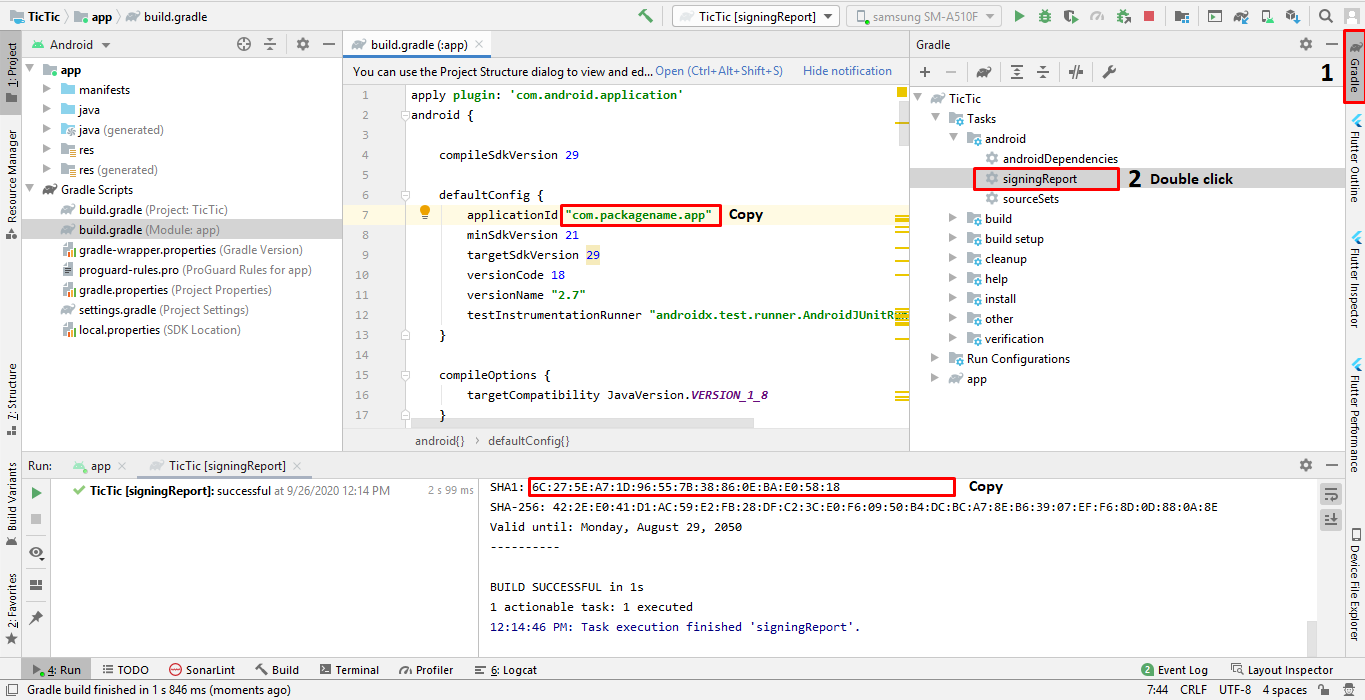 TicTic app build.gradle
TicTic [signingReport]
samsung SM-A510F
1: Project
Resource Manager
7: Structure
Build Variants
2: Favorites
Android
app
manifests
java
java (generated)
res
res (generated)
Gradle Scripts
build.gradle (Project: TicTic)
build.gradle (Module: app)
gradle-wrapper.properties (Gradle Version)
proguard-rules.pro (ProGuard Rules for app)
gradle.properties (Project Properties)
settings.gradle (Project Settings)
local.properties (SDK Location)
build.gradle (:app)
You can use the Project Structure dialog to view and ed... Open (Ctrl+Alt+Shift+S) Hide notification
1 apply plugin: 'com.android.application'
2 android {
3
4 compileSdkVersion 29
5
6 defaultConfig {
7 applicationId "com.packagename.app" Copy
8 minSdkVersion 21
9 targetSdkVersion 29
10 versionCode 18
11 versionName "2.7"
12 testInstrumentationRunner "androidx.test.runner.AndroidJUnitRun
13 }
14
15 compileOptions {
16 targetCompatibility JavaVersion.VERSION_1_8
17 }
android{} › defaultConfig{}
Gradle
1
TicTic
Tasks
android
androidDependencies
signingReport 2 Double click
sourceSets
build
build setup
cleanup
help
install
other
verification
Run Configurations
app
Gradle
Flutter Outline
Flutter Inspector
Flutter Performance
Device File Explorer
Run: app TicTic [signingReport]
TicTic [signingReport]: successful at 9/26/2020 12:14 PM 2 s 99 ms
SHA1: 6C:27:5E:A7:1D:96:55:7B:38:86:0E:BA:E0:58:18 Copy
SHA-256: 42:2E:E0:41:D1:AC:59:E2:FB:28:DF:C2:3C:E0:F6:09:50:B4:DC:BC:A7:8E:B6:39:07:EF:F6:8D:0D:88:0A:8E
Valid until: Monday, August 29, 2050
----------
BUILD SUCCESSFUL in 1s
1 actionable task: 1 executed
12:14:46 PM: Task execution finished 'signingReport'.
4: Run TODO SonarLint Build Terminal Profiler 6: Logcat 2 Event Log Layout Inspector
Gradle build finished in 1 s 846 ms (moments ago) 7:44 CRLF UTF-8 4 spaces